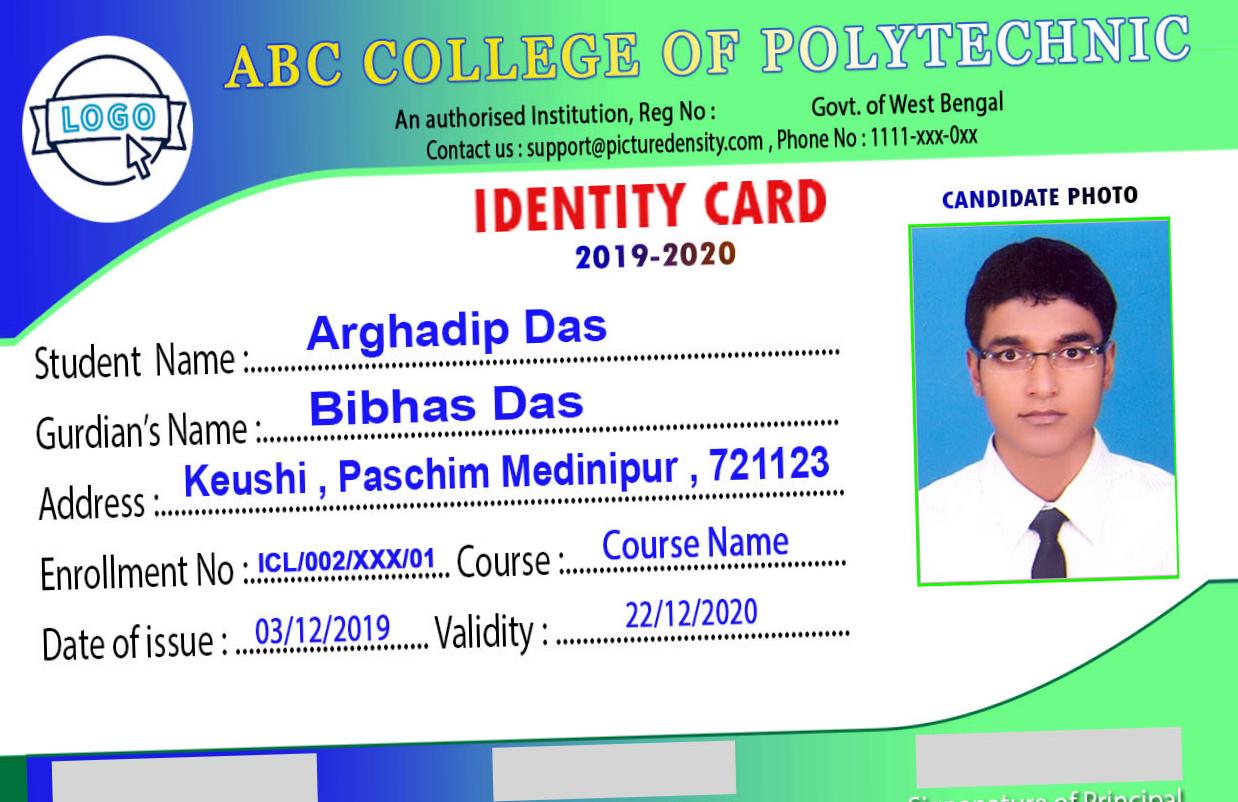 ABC COLLEGE OF POLYTECHNIC
LOGO
An authorised Institution, Reg No : Govt. of West Bengal
Contact us : support@picturedensity.com , Phone No : 1111-xxx-0xx
IDENTITY CARD
2019-2020
CANDIDATE PHOTO
Student Name : Arghadip Das
Gurdian's Name : Bibhas Das
Address : Keushi , Paschim Medinipur , 721123
Enrollment No : ICL/002/XXX/01 Course : Course Name
Date of issue : 03/12/2019 Validity : 22/12/2020
of Principal